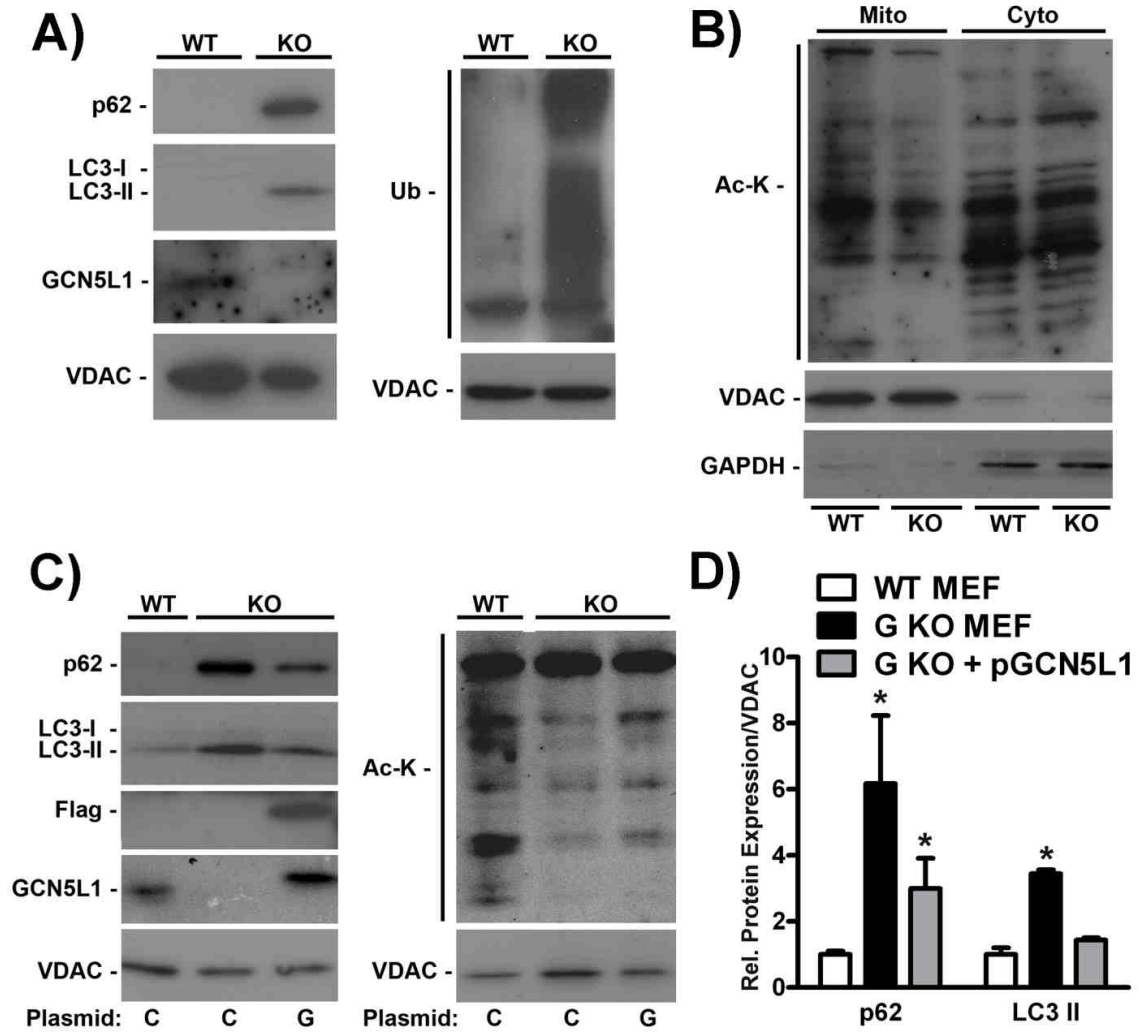 A)
WT KO
p62 -
LC3-I
LC3-II -
GCN5L1 -
VDAC -
WT KO
Ub -
VDAC -
B)
Mito Cyto
Ac-K -
VDAC -
GAPDH -
WT KO WT KO
C)
WT KO
p62 -
LC3-I
LC3-II -
Flag -
GCN5L1 -
VDAC -
Plasmid: C C G
WT KO
Ac-K -
VDAC -
Plasmid: C C G
D)
WT MEF
G KO MEF
G KO + pGCN5L1
Rel. Protein Expression/VDAC
10
8
6
4
2
0
* * *
p62 LC3 II